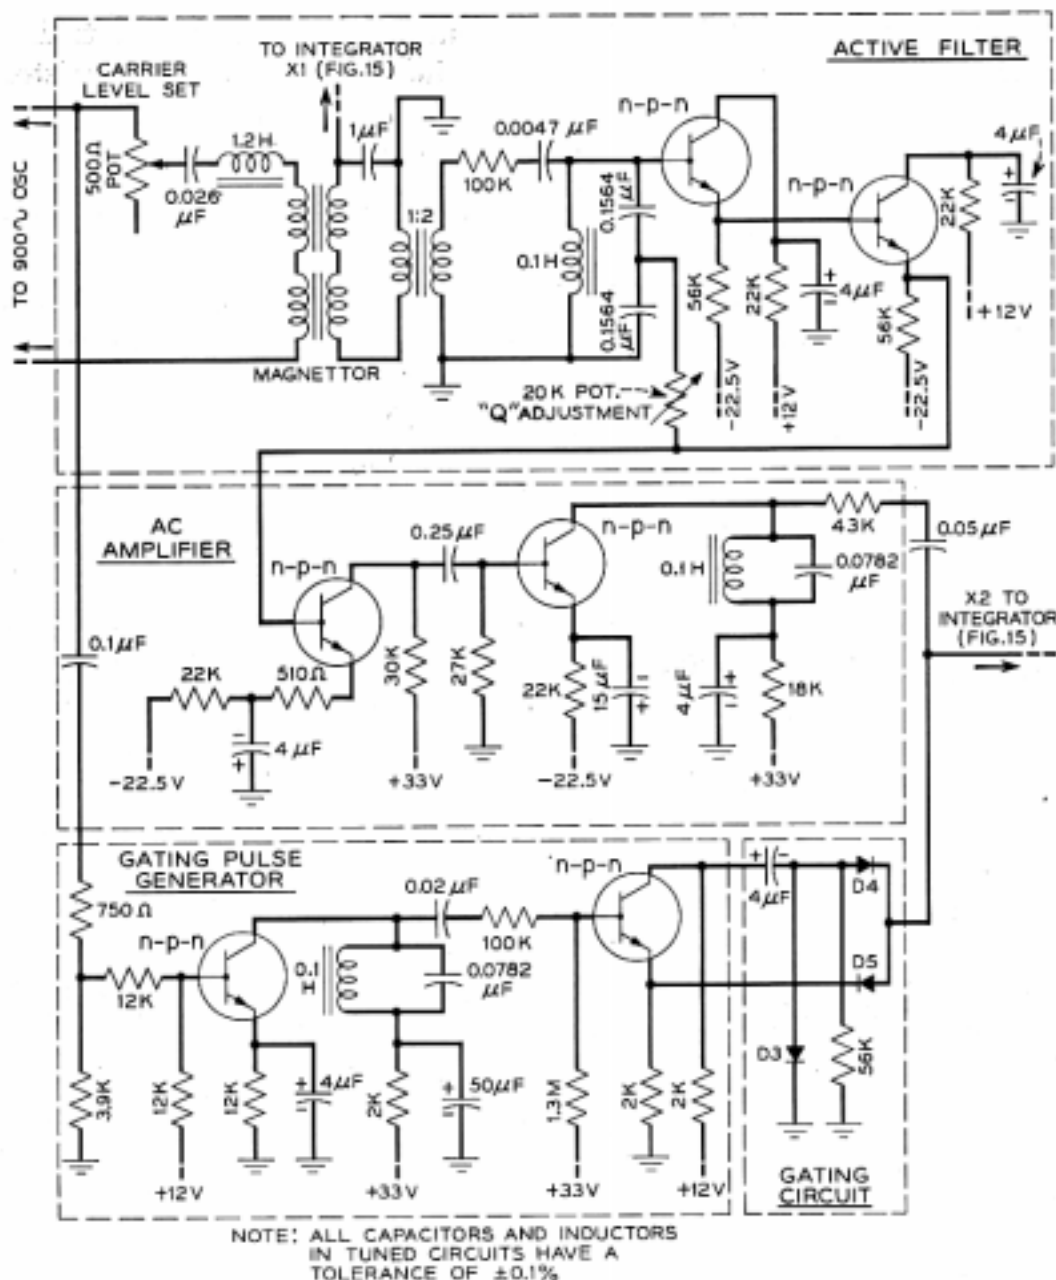 TO INTEGRATOR
X1 (FIG.15)
ACTIVE FILTER
CARRIER
LEVEL SET
n-p-n
1μF
0.0047 μF
4μF
1.2 H
500Ω
POT
0.026
μF
100K
0.1564
μF
n-p-n
22K
TO 900~ OSC
1:2
0.1H
0.1564
μF
56K
22K
4μF
56K
+12V
MAGNETTOR
20K POT.
"Q" ADJUSTMENT
-22.5V
+12V
-22.5V
AC
AMPLIFIER
0.25μF
n-p-n
43K
0.05μF
n-p-n
0.1 H
0.0782
μF
X2 TO
INTEGRATOR
(FIG.15)
0.1μF
22K
510Ω
30K
27K
22K
15μF
4μF
18K
4μF
-22.5V
+33V
-22.5V
+33V
GATING PULSE
GENERATOR
n-p-n
0.02μF
4μF
D4
750Ω
n-p-n
100K
12K
0.1
H
0.0782
μF
D5
3.9K
12K
12K
4μF
2K
50μF
1.3M
2K
2K
D3
56K
+12V
+33V
+33V
+12V
GATING
CIRCUIT
NOTE: ALL CAPACITORS AND INDUCTORS
IN TUNED CIRCUITS HAVE A
TOLERANCE OF ±0.1%